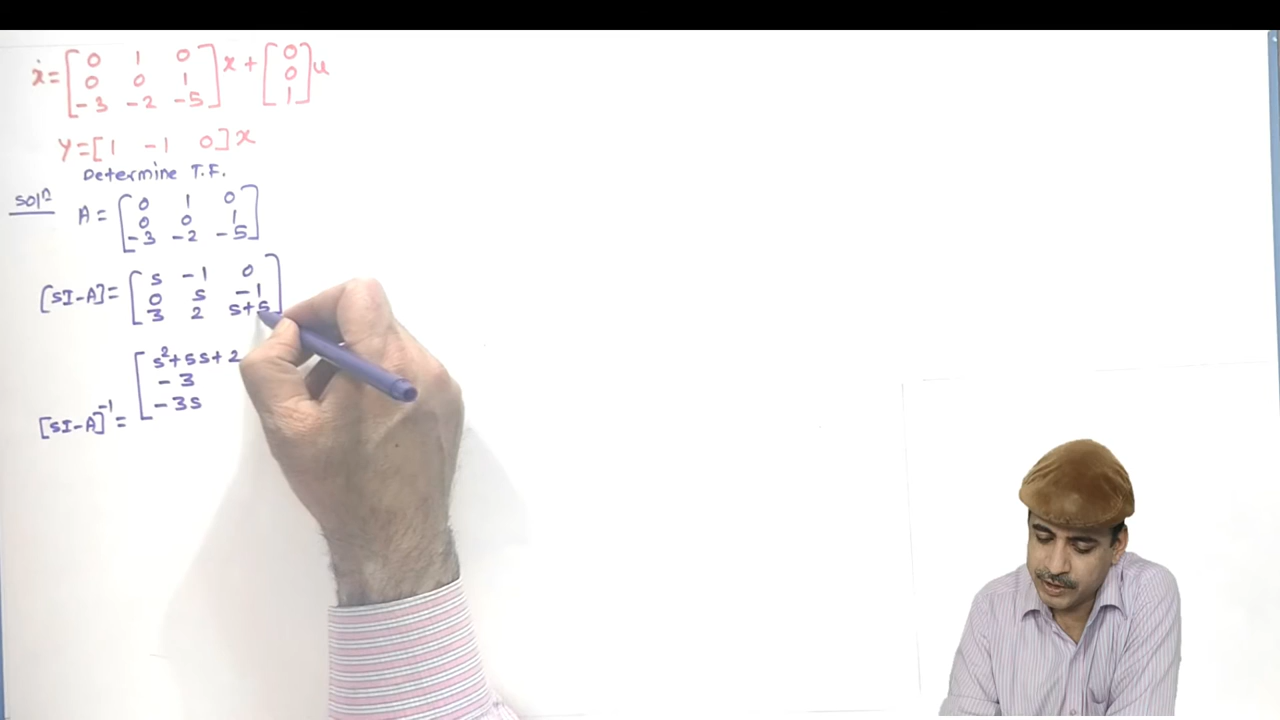 ẋ = [ 0 1 0 ] x + [ 0 ] u
0 0 1 0
-3 -2 -5 1
y = [ 1 -1 0 ] x
Determine T.F.
Solⁿ
A = [ 0 1 0 ]
0 0 1
-3 -2 -5
[sI-A] = [ s -1 0 ]
0 s -1
3 2 s+5
[sI-A]⁻¹ = [ s²+5s+2
-3
-3s